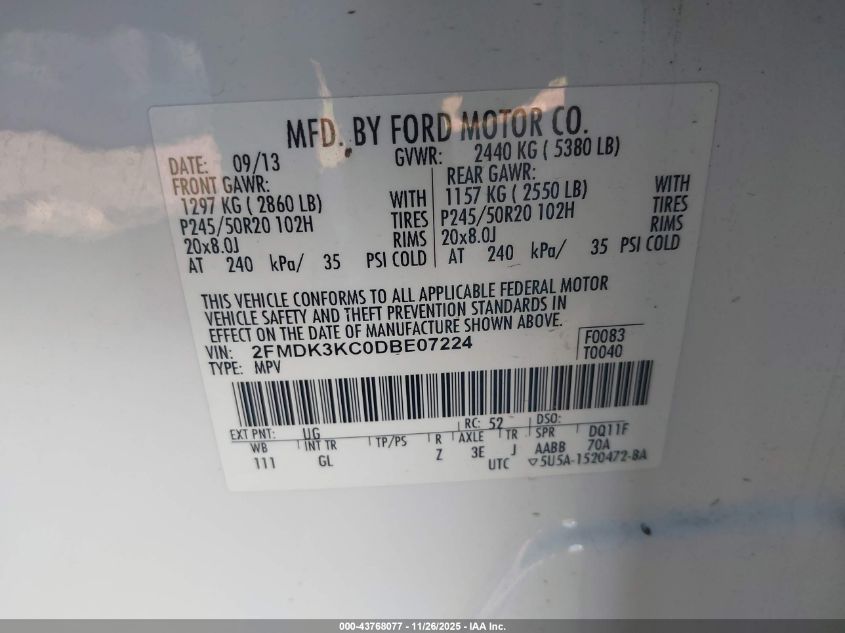 MFD. BY FORD MOTOR CO.
DATE: 09/13 GVWR: 2440 KG ( 5380 LB)
FRONT GAWR: REAR GAWR:
1297 KG ( 2860 LB) WITH 1157 KG ( 2550 LB) WITH
P245/50R20 102H TIRES P245/50R20 102H TIRES
20x8.0J RIMS 20x8.0J RIMS
AT 240 kPa/ 35 PSI COLD AT 240 kPa/ 35 PSI COLD
THIS VEHICLE CONFORMS TO ALL APPLICABLE FEDERAL MOTOR
VEHICLE SAFETY AND THEFT PREVENTION STANDARDS IN
EFFECT ON THE DATE OF MANUFACTURE SHOWN ABOVE.
VIN: 2FMDK3KC0DBE07224 F0083
TYPE: MPV T0040
EXT PNT: UG RC: 52 DSO:
WB INT TR TP/PS R AXLE TR SPR DQ11F
111 GL Z 3E J AABB 70A
UTC ▽5U5A-1520472-BA
000-43768077 - 11/26/2025 - IAA Inc.